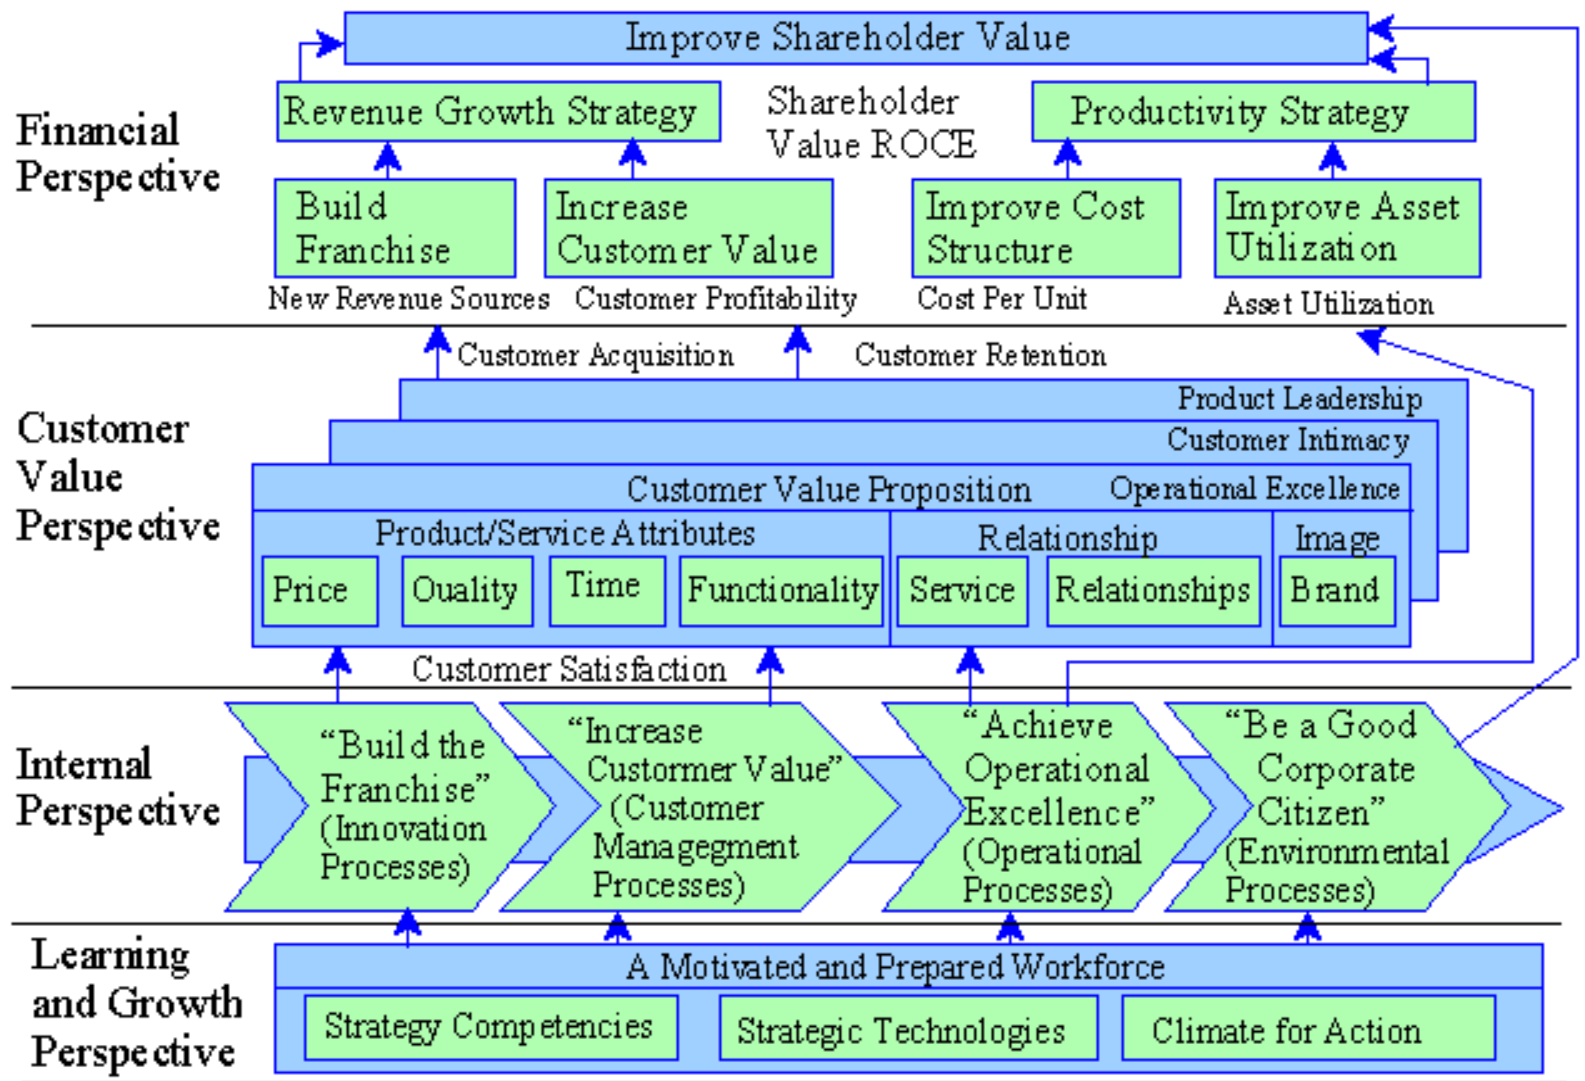 Improve Shareholder Value
Financial
Perspective
Revenue Growth Strategy
Shareholder
Value ROCE
Productivity Strategy
Build
Franchise
Increase
Customer Value
Improve Cost
Structure
Improve Asset
Utilization
New Revenue Sources
Customer Profitability
Cost Per Unit
Asset Utilization
Customer Acquisition
Customer Retention
Customer
Value
Perspective
Product Leadership
Customer Intimacy
Customer Value Proposition
Operational Excellence
Product/Service Attributes
Relationship
Image
Price
Ouality
Time
Functionality
Service
Relationships
Brand
Customer Satisfaction
Internal
Perspective
“Build the
Franchise”
(Innovation
Processes)
“Increase
Custormer Value”
(Customer
Managegment
Processes)
“Achieve
Operational
Excellence”
(Operational
Processes)
“Be a Good
Corporate
Citizen”
(Environmental
Processes)
Learning
and Growth
Perspective
A Motivated and Prepared Workforce
Strategy Competencies
Strategic Technologies
Climate for Action